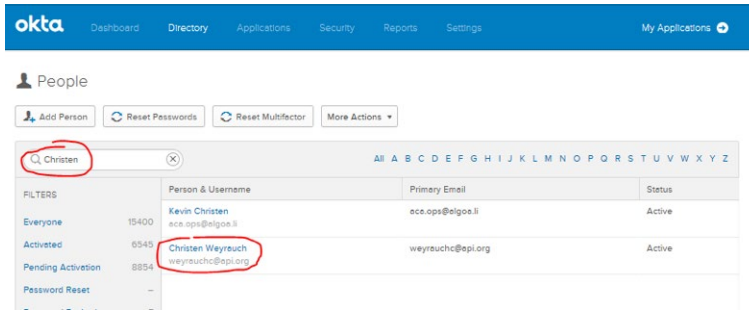 okta Dashboard Directory Applications Security Reports Settings My Applications
People
Add Person Reset Passwords Reset Multifactor More Actions
Christen All A B C D E F G H I J K L M N O P Q R S T U V W X Y Z
FILTERS Person & Username Primary Email Status
Everyone 15400 Kevin Christen aca.ops@algoa.li aca.ops@algoa.li Active
Activated 6545 Christen Weyrauch weyrauchc@api.org Active
Pending Activation 8854 weyrauchc@api.org
Password Reset –